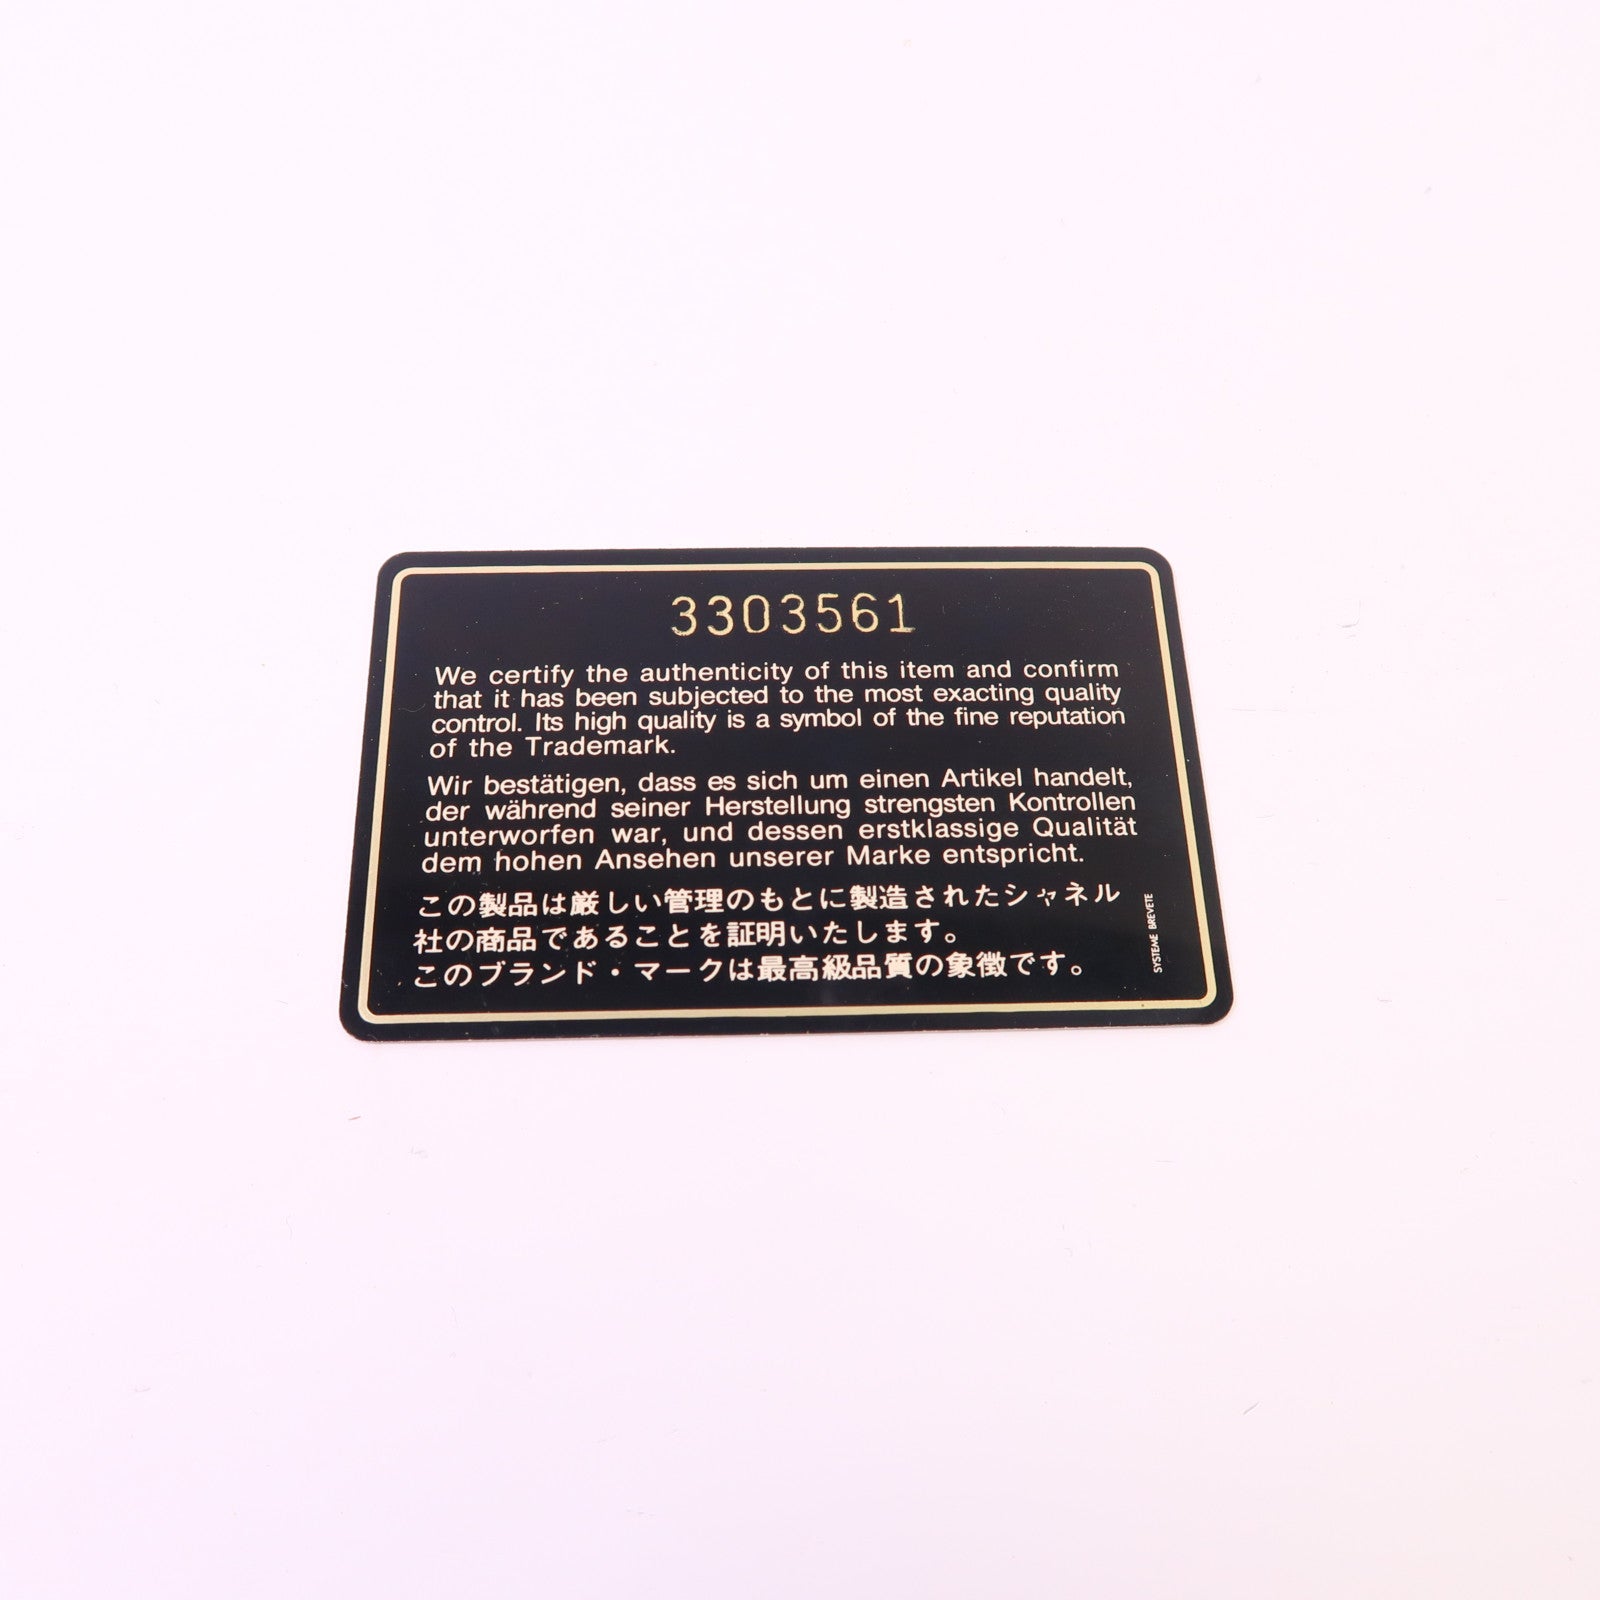 3303561
We certify the authenticity of this item and confirm
that it has been subjected to the most exacting quality
control. Its high quality is a symbol of the fine reputation
of the Trademark.
Wir bestätigen, dass es sich um einen Artikel handelt,
der während seiner Herstellung strengsten Kontrollen
unterworfen war, und dessen erstklassige Qualität
dem hohen Ansehen unserer Marke entspricht.
この製品は厳しい管理のもとに製造されたシャネル
社の商品であることを証明いたします。
このブランド・マークは最高級品質の象徴です。
SYSTEME BREVETE